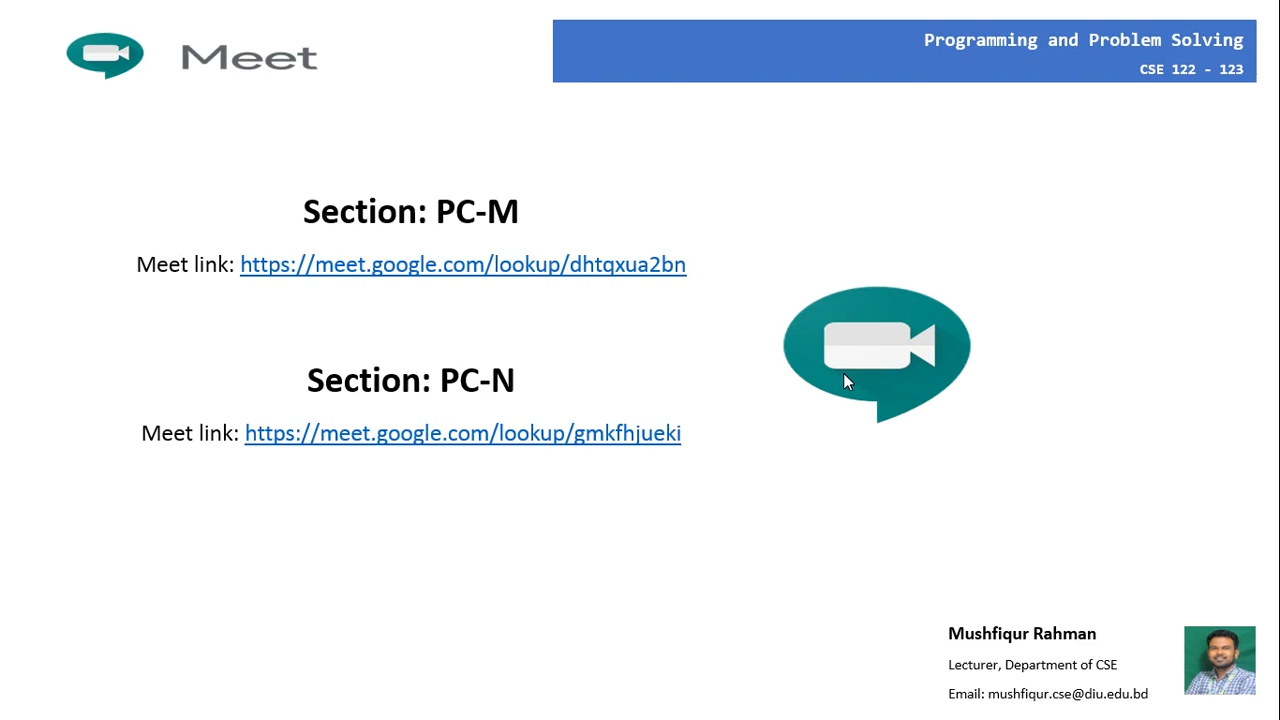 Meet
Programming and Problem Solving
CSE 122 - 123
Section: PC-M
Meet link: https://meet.google.com/lookup/dhtqxua2bn
Section: PC-N
Meet link: https://meet.google.com/lookup/gmkfhjueki
Mushfiqur Rahman
Lecturer, Department of CSE
Email: mushfiqur.cse@diu.edu.bd